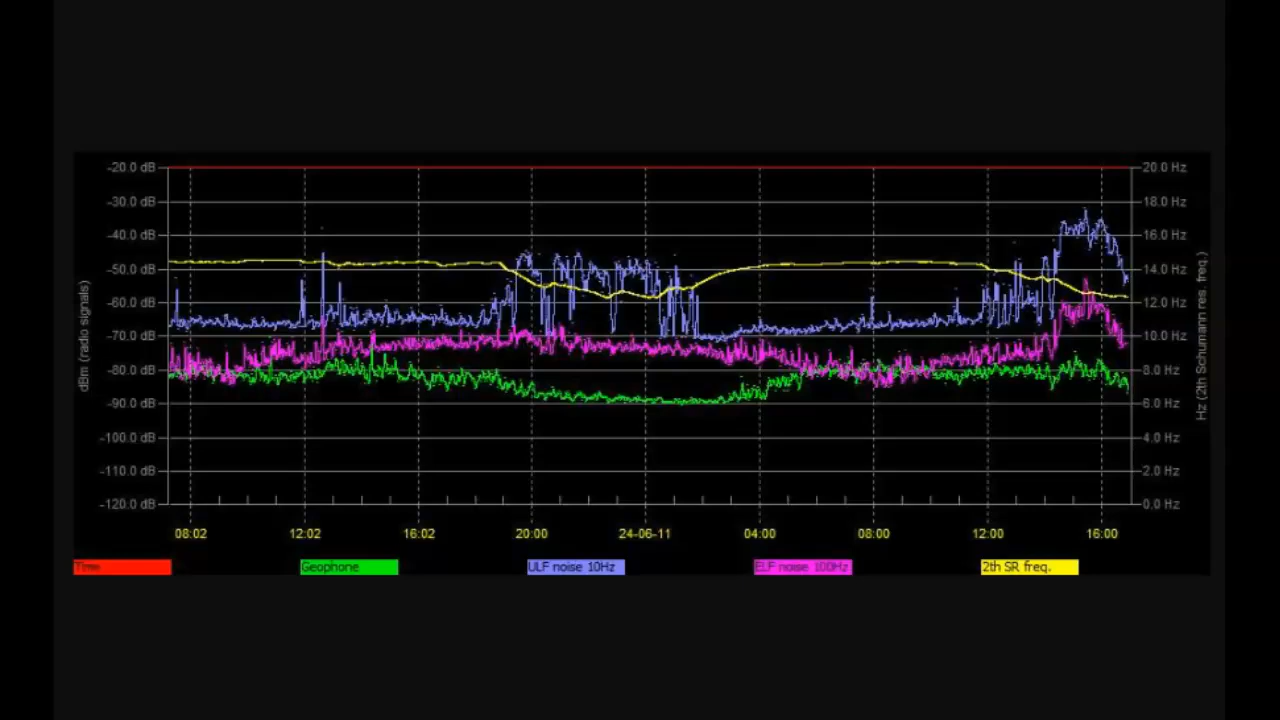 -20.0 dB
-30.0 dB
-40.0 dB
-50.0 dB
-60.0 dB
-70.0 dB
-80.0 dB
-90.0 dB
-100.0 dB
-110.0 dB
-120.0 dB
dBm (radio signals)
20.0 Hz
18.0 Hz
16.0 Hz
14.0 Hz
12.0 Hz
10.0 Hz
8.0 Hz
6.0 Hz
4.0 Hz
2.0 Hz
0.0 Hz
Hz (2th Schumann res. freq.)
08:02 12:02 16:02 20:00 24-06-11 04:00 08:00 12:00 16:00
Time Geophone ULF noise 10Hz ELF noise 100Hz 2th SR freq.